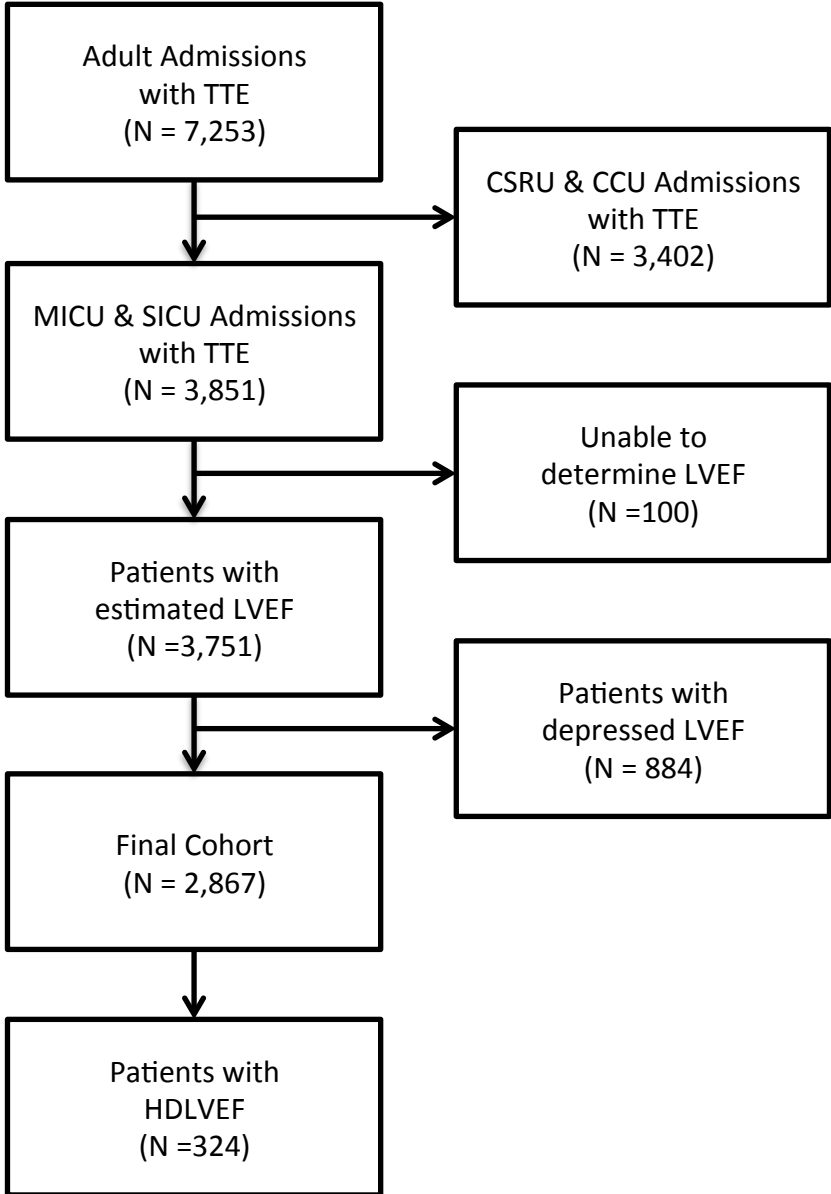 Adult Admissions
with TTE
(N = 7,253)
CSRU & CCU Admissions
with TTE
(N = 3,402)
MICU & SICU Admissions
with TTE
(N = 3,851)
Unable to
determine LVEF
(N =100)
Patients with
estimated LVEF
(N =3,751)
Patients with
depressed LVEF
(N = 884)
Final Cohort
(N = 2,867)
Patients with
HDLVEF
(N =324)